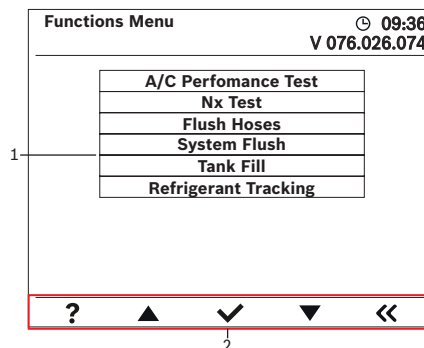 Functions Menu
09:36
V 076.026.074
A/C Perfomance Test
Nx Test
Flush Hoses
System Flush
Tank Fill
Refrigerant Tracking
1
?
2